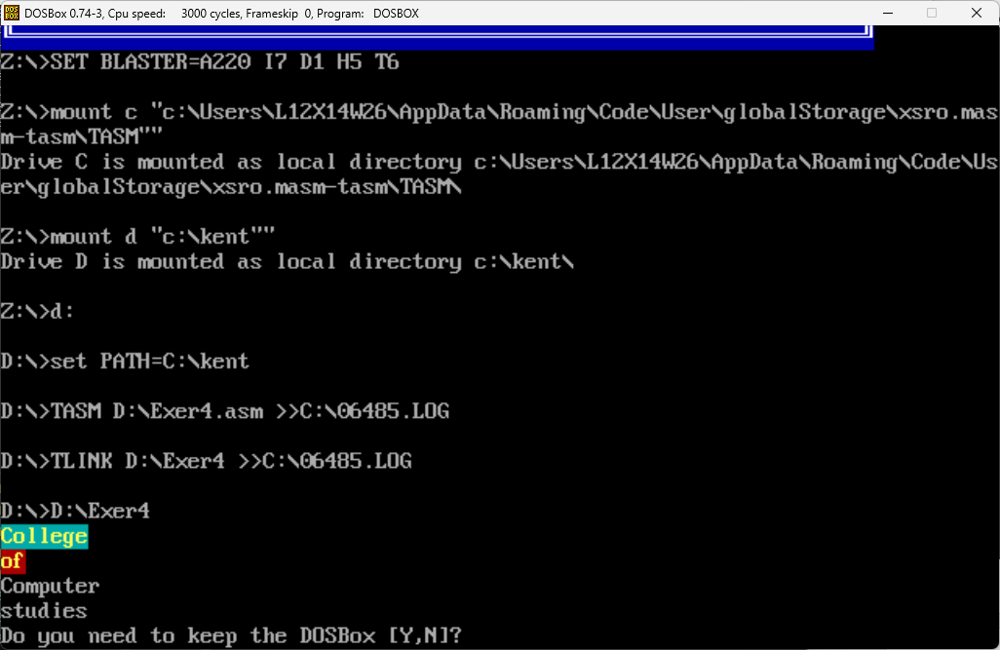 DOSBox 0.74-3, Cpu speed: 3000 cycles, Frameskip 0, Program: DOSBOX
Z:\>SET BLASTER=A220 I7 D1 H5 T6
Z:\>mount c "c:\Users\L12X14W26\AppData\Roaming\Code\User\globalStorage\xsro.mas
m-tasm\TASM""
Drive C is mounted as local directory c:\Users\L12X14W26\AppData\Roaming\Code\Us
er\globalStorage\xsro.masm-tasm\TASM\
Z:\>mount d "c:\kent""
Drive D is mounted as local directory c:\kent\
Z:\>d:
D:\>set PATH=C:\kent
D:\>TASM D:\Exer4.asm >>C:\06485.LOG
D:\>TLINK D:\Exer4 >>C:\06485.LOG
D:\>D:\Exer4
College
of
Computer
studies
Do you need to keep the DOSBox [Y,N]?